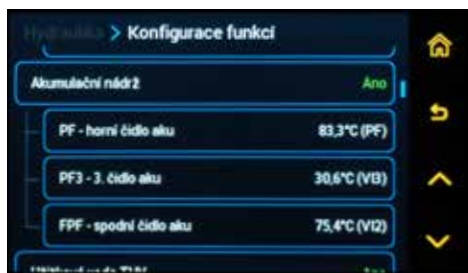 > Konfigurace funkcí
Akumulační nádrž Ano
PF - horní čidlo aku 83,3°C (PF)
PF3 - 3. čidlo aku 30,6°C (VI3)
FPF - spodní čidlo aku 75,4°C (VI2)